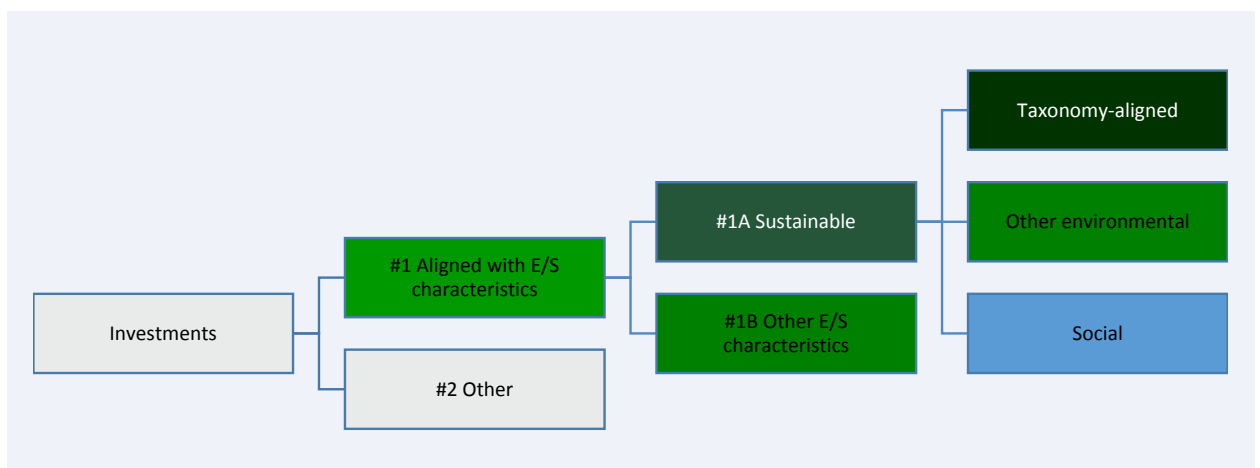 Investments
#1 Aligned with E/S
characteristics
#2 Other
#1A Sustainable
#1B Other E/S
characteristics
Taxonomy-aligned
Other environmental
Social